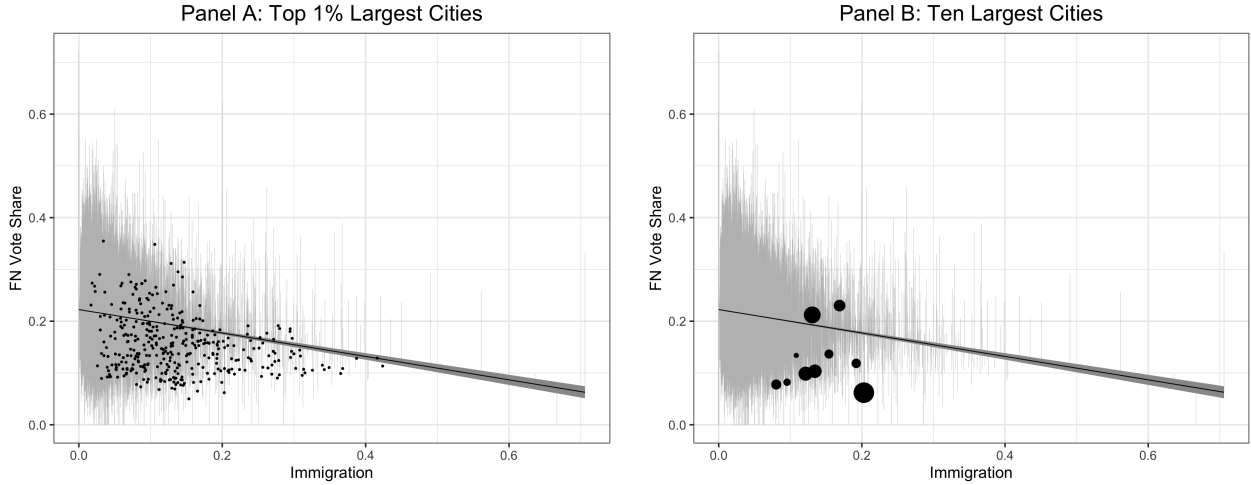 Panel A: Top 1% Largest Cities
FN Vote Share
0.6
0.4
0.2
0.0
0.0 0.2 0.4 0.6
Immigration
Panel B: Ten Largest Cities
FN Vote Share
0.6
0.4
0.2
0.0
0.0 0.2 0.4 0.6
Immigration